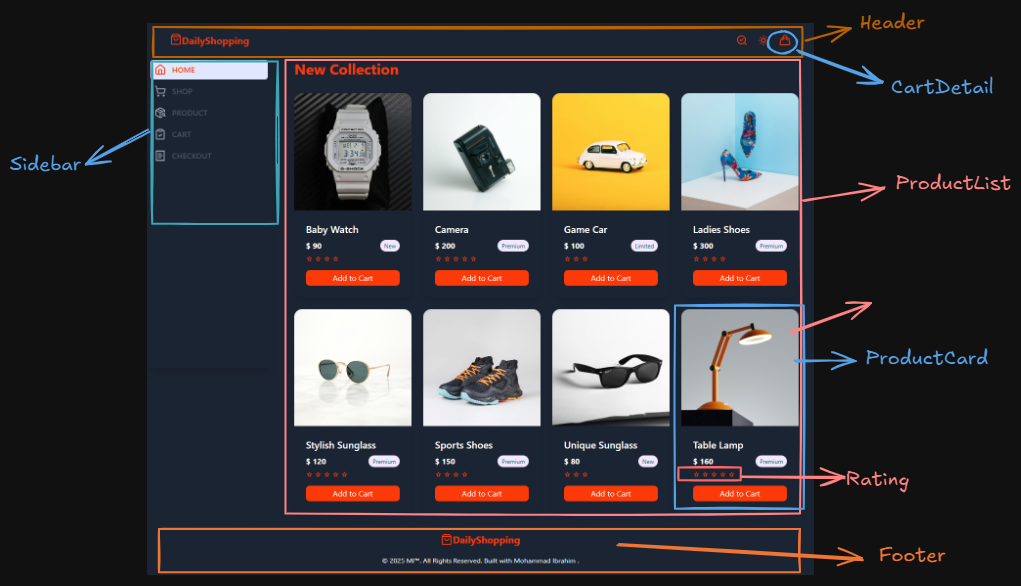 Header
DailyShopping
CartDetail
HOME
SHOP
PRODUCT
CART
CHECKOUT
Sidebar
New Collection
ProductList
Baby Watch
$ 90 New
Add to Cart
Camera
$ 200 Premium
Add to Cart
Game Car
$ 100 Limited
Add to Cart
Ladies Shoes
$ 300 Premium
Add to Cart
Stylish Sunglass
$ 120 Premium
Add to Cart
Sports Shoes
$ 150 Premium
Add to Cart
Unique Sunglass
$ 80 New
Add to Cart
Table Lamp
$ 160 Premium
Add to Cart
ProductCard
Rating
DailyShopping
© 2025 MI™. All Rights Reserved. Built with Mohammad Ibrahim .
Footer